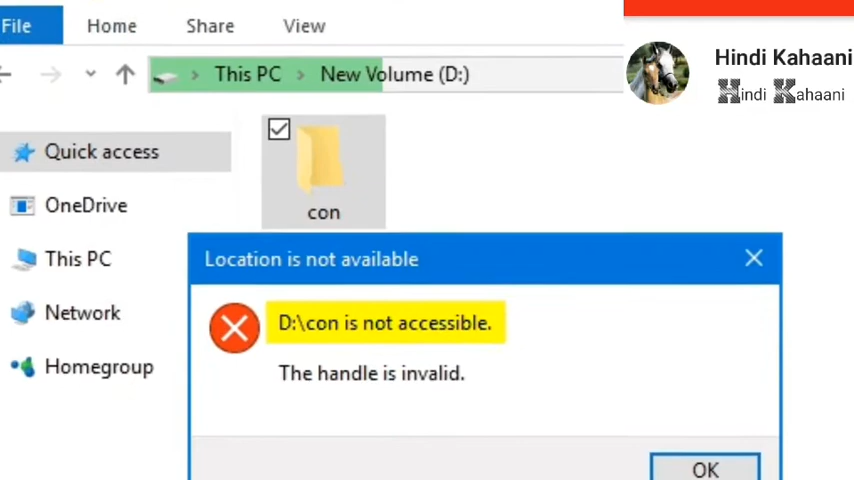 File Home Share View
This PC New Volume (D:)
Hindi Kahaani
Hindi Kahaani
Quick access
OneDrive
This PC
Network
Homegroup
con
Location is not available
D:\con is not accessible.
The handle is invalid.
OK